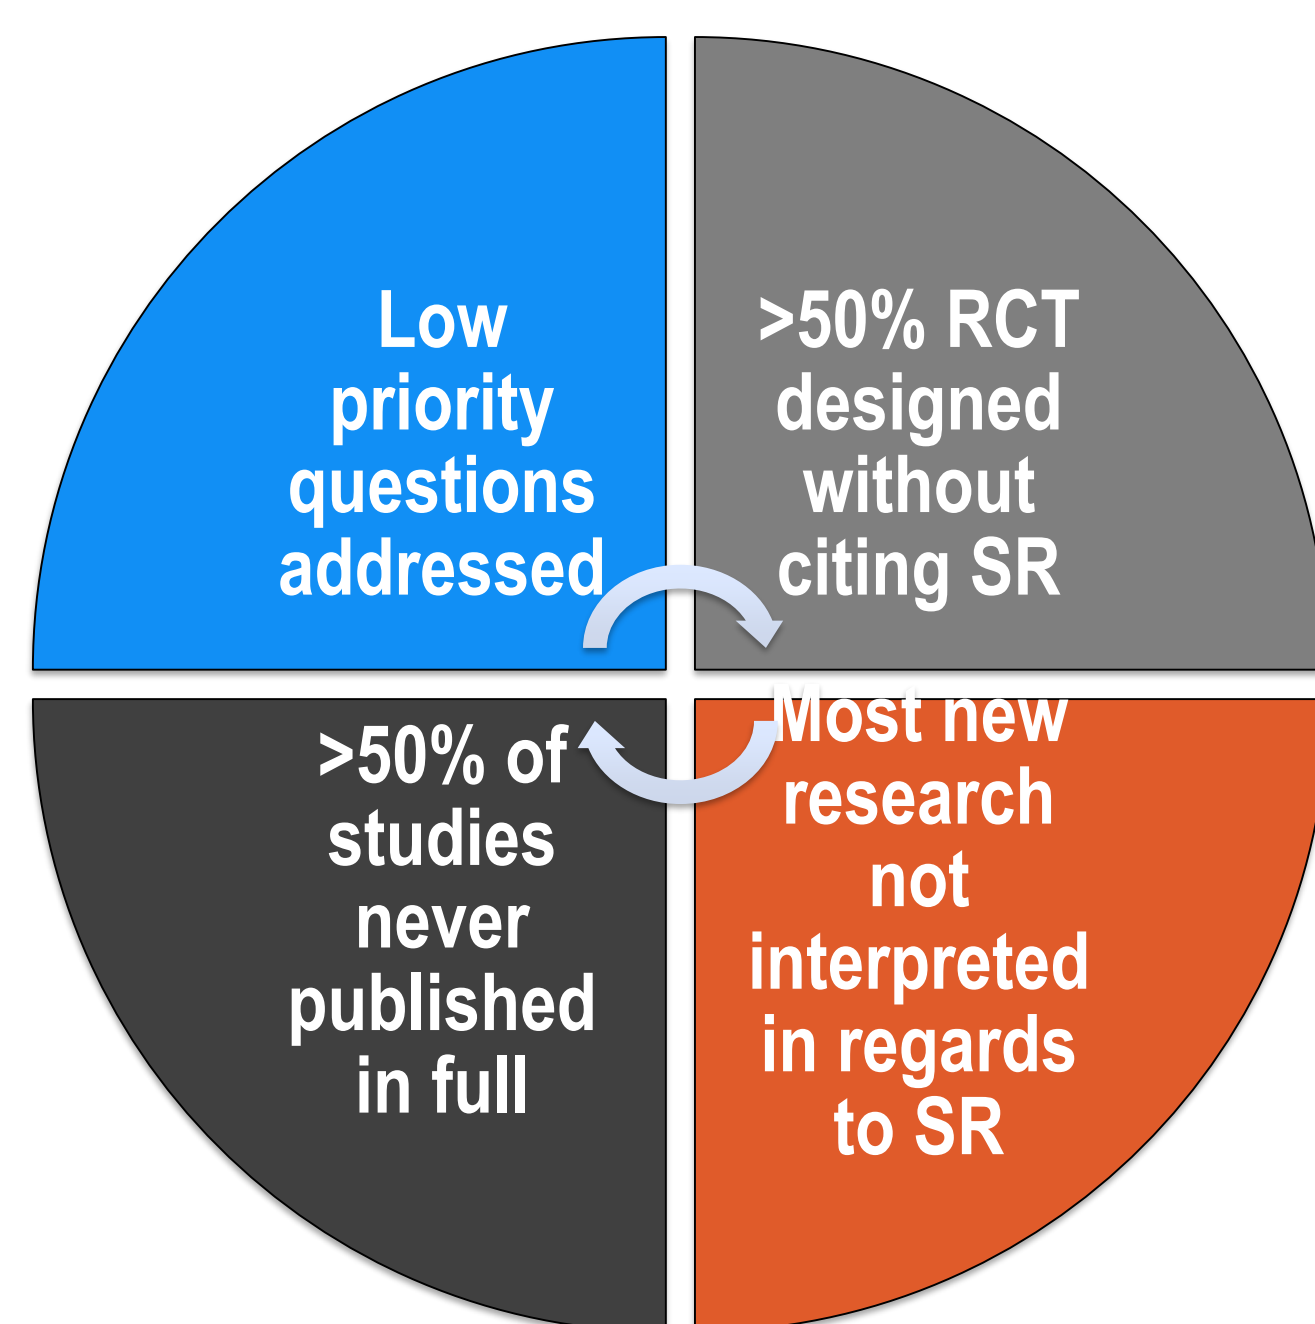 Low
priority
questions
addressed
>50% RCT
designed
without
citing SR
Most new
research
not
interpreted
in regards
to SR
>50% of
studies
never
published
in full